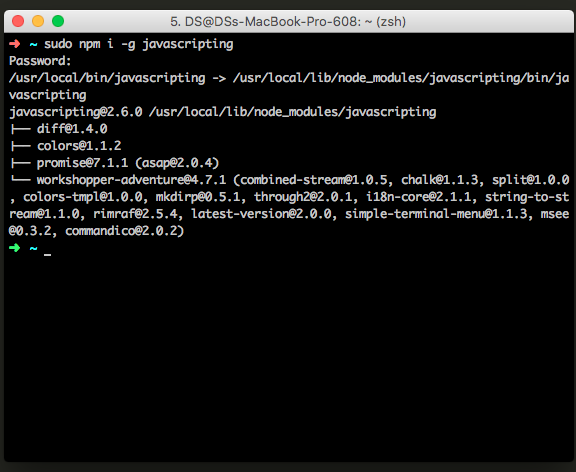 5. DS@DSs-MacBook-Pro-608: ~ (zsh)
➜ ~ sudo npm i -g javascripting
Password:
/usr/local/bin/javascripting -> /usr/local/lib/node_modules/javascripting/bin/ja
vascripting
javascripting@2.6.0 /usr/local/lib/node_modules/javascripting
├── diff@1.4.0
├── colors@1.1.2
├── promise@7.1.1 (asap@2.0.4)
└── workshopper-adventure@4.7.1 (combined-stream@1.0.5, chalk@1.1.3, split@1.0.0
, colors-tmpl@1.0.0, mkdirp@0.5.1, through2@2.0.1, i18n-core@2.1.1, string-to-st
ream@1.1.0, rimraf@2.5.4, latest-version@2.0.0, simple-terminal-menu@1.1.3, msee
@0.3.2, commandico@2.0.2)
➜ ~ _